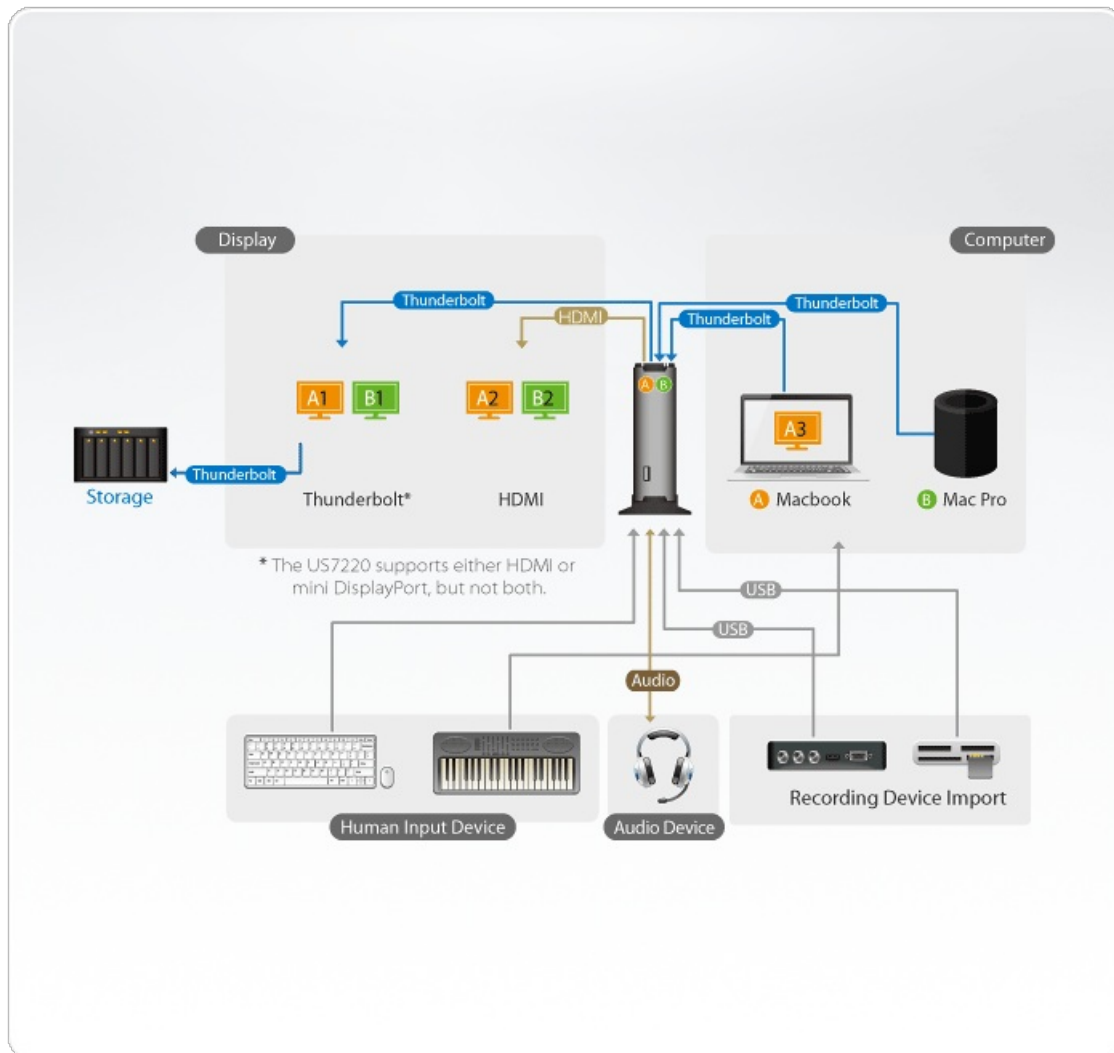 Display
Computer
Thunderbolt
Thunderbolt
HDMI
Thunderbolt
A B
A1 B1 A2 B2
A3
Thunderbolt
Storage
Thunderbolt*
HDMI
A Macbook
B Mac Pro
* The US7220 supports either HDMI or
mini DisplayPort, but not both.
USB
USB
Audio
Recording Device Import
Human Input Device
Audio Device